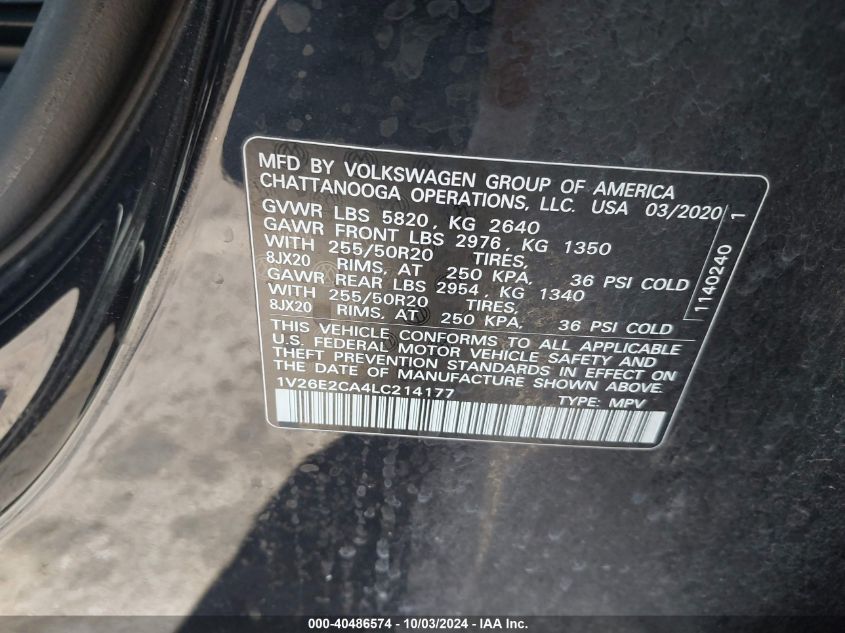 MFD BY VOLKSWAGEN GROUP OF AMERICA
CHATTANOOGA OPERATIONS, LLC. USA 03/2020
GVWR LBS 5820, KG 2640
GAWR FRONT LBS 2976, KG 1350
WITH 255/50R20 TIRES,
8JX20 RIMS, AT 250 KPA, 36 PSI COLD
GAWR REAR LBS 2954, KG 1340
WITH 255/50R20 TIRES,
8JX20 RIMS, AT 250 KPA, 36 PSI COLD
THIS VEHICLE CONFORMS TO ALL APPLICABLE
U.S. FEDERAL MOTOR VEHICLE SAFETY AND
THEFT PREVENTION STANDARDS IN EFFECT ON
THE DATE OF MANUFACTURE SHOWN ABOVE.
1V26E2CA4LC214177 TYPE: MPV
1140240 1
000-40486574 - 10/03/2024 - IAA Inc.